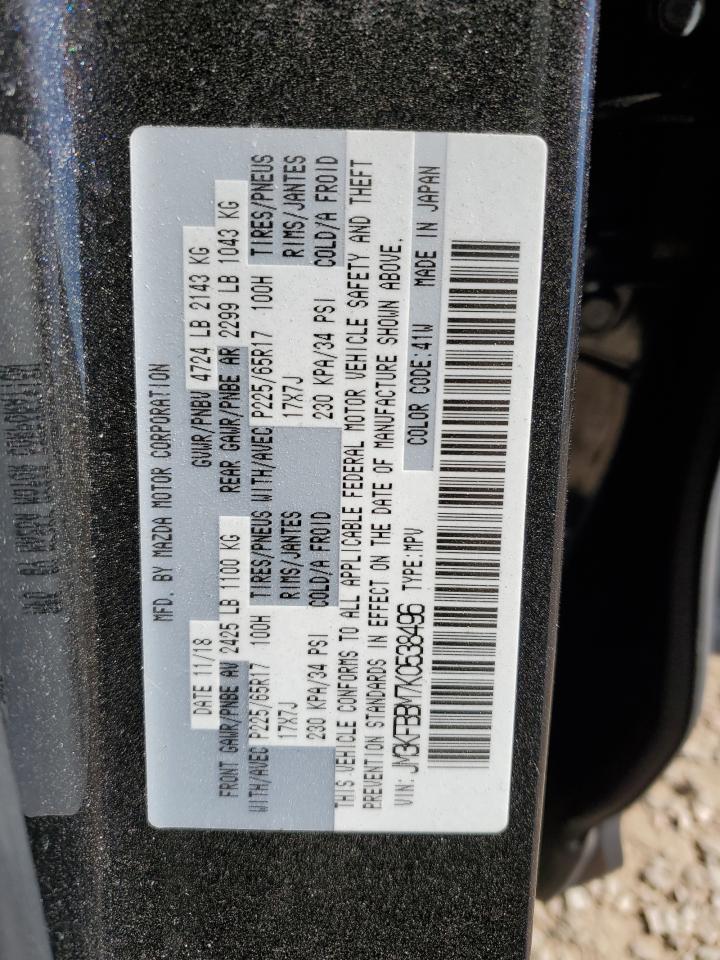 MFD. BY MAZDA MOTOR CORPORATION
DATE 11/18 GVWR/PNBV 4724 LB 2143 KG
FRONT GAWR/PNBE AV 2425 LB 1100 KG REAR GAWR/PNBE AR 2299 LB 1043 KG
WITH/AVEC P225/65R17 100H TIRES/PNEUS WITH/AVEC P225/65R17 100H TIRES/PNEUS
17X7J RIMS/JANTES 17X7J RIMS/JANTES
230 KPA/34 PSI COLD/A FROID 230 KPA/34 PSI COLD/A FROID
THIS VEHICLE CONFORMS TO ALL APPLICABLE FEDERAL MOTOR VEHICLE SAFETY AND THEFT
PREVENTION STANDARDS IN EFFECT ON THE DATE OF MANUFACTURE SHOWN ABOVE.
VIN: JM3KFBBM7K0538496 TYPE:MPV COLOR CODE:41W MADE IN JAPAN